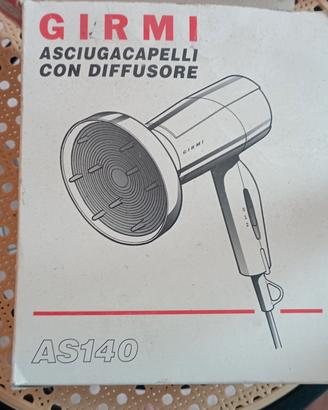 GIRMI
ASCIUGACAPELLI
CON DIFFUSORE
GIRMI
AS140